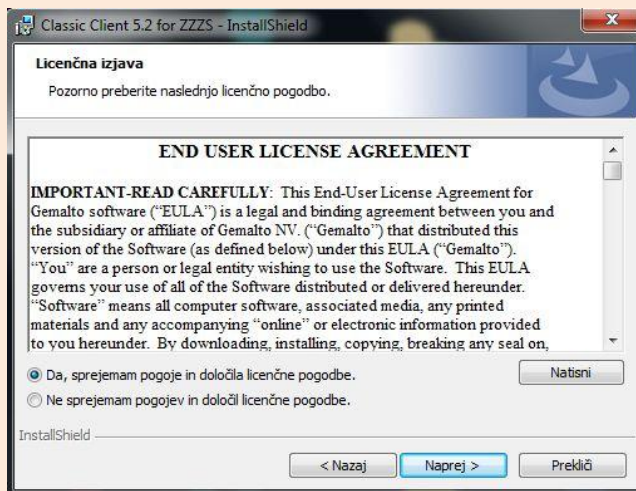 Classic Client 5.2 for ZZZS - InstallShield
Licenčna izjava
Pozorno preberite naslednjo licenčno pogodbo.
END USER LICENSE AGREEMENT
IMPORTANT-READ CAREFULLY: This End-User License Agreement for
Gemalto software (“EULA”) is a legal and binding agreement between you and
the subsidiary or affiliate of Gemalto NV. (“Gemalto”) that distributed this
version of the Software (as defined below) under this EULA (“Gemalto”).
“You” are a person or legal entity wishing to use the Software. This EULA
governs your use of all of the Software distributed or delivered hereunder.
“Software” means all computer software, associated media, any printed
materials and any accompanying “online” or electronic information provided
to you hereunder. By downloading, installing, copying, breaking any seal on,
Da, sprejemam pogoje in določila licenčne pogodbe.
Natisni
Ne sprejemam pogojev in določil licenčne pogodbe.
InstallShield
< Nazaj
Naprej >
Prekliči